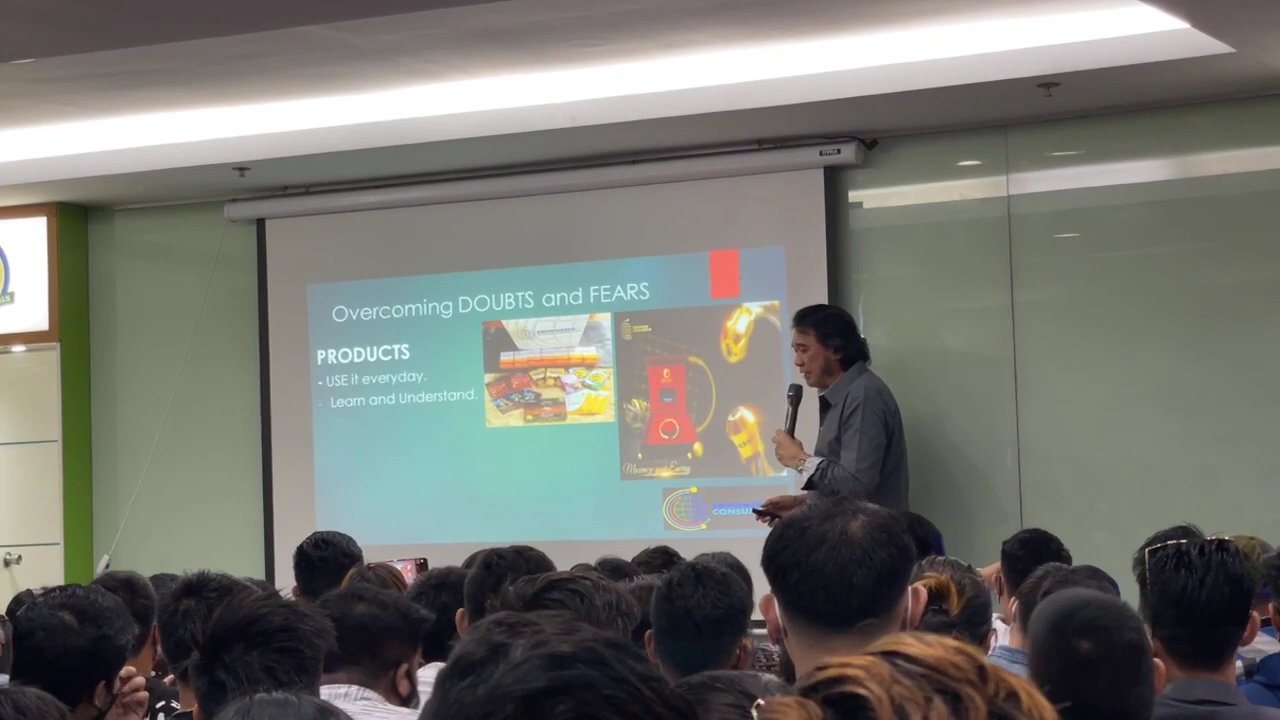 Overcoming DOUBTS and FEARS
PRODUCTS
- USE it everyday.
- Learn and Understand.